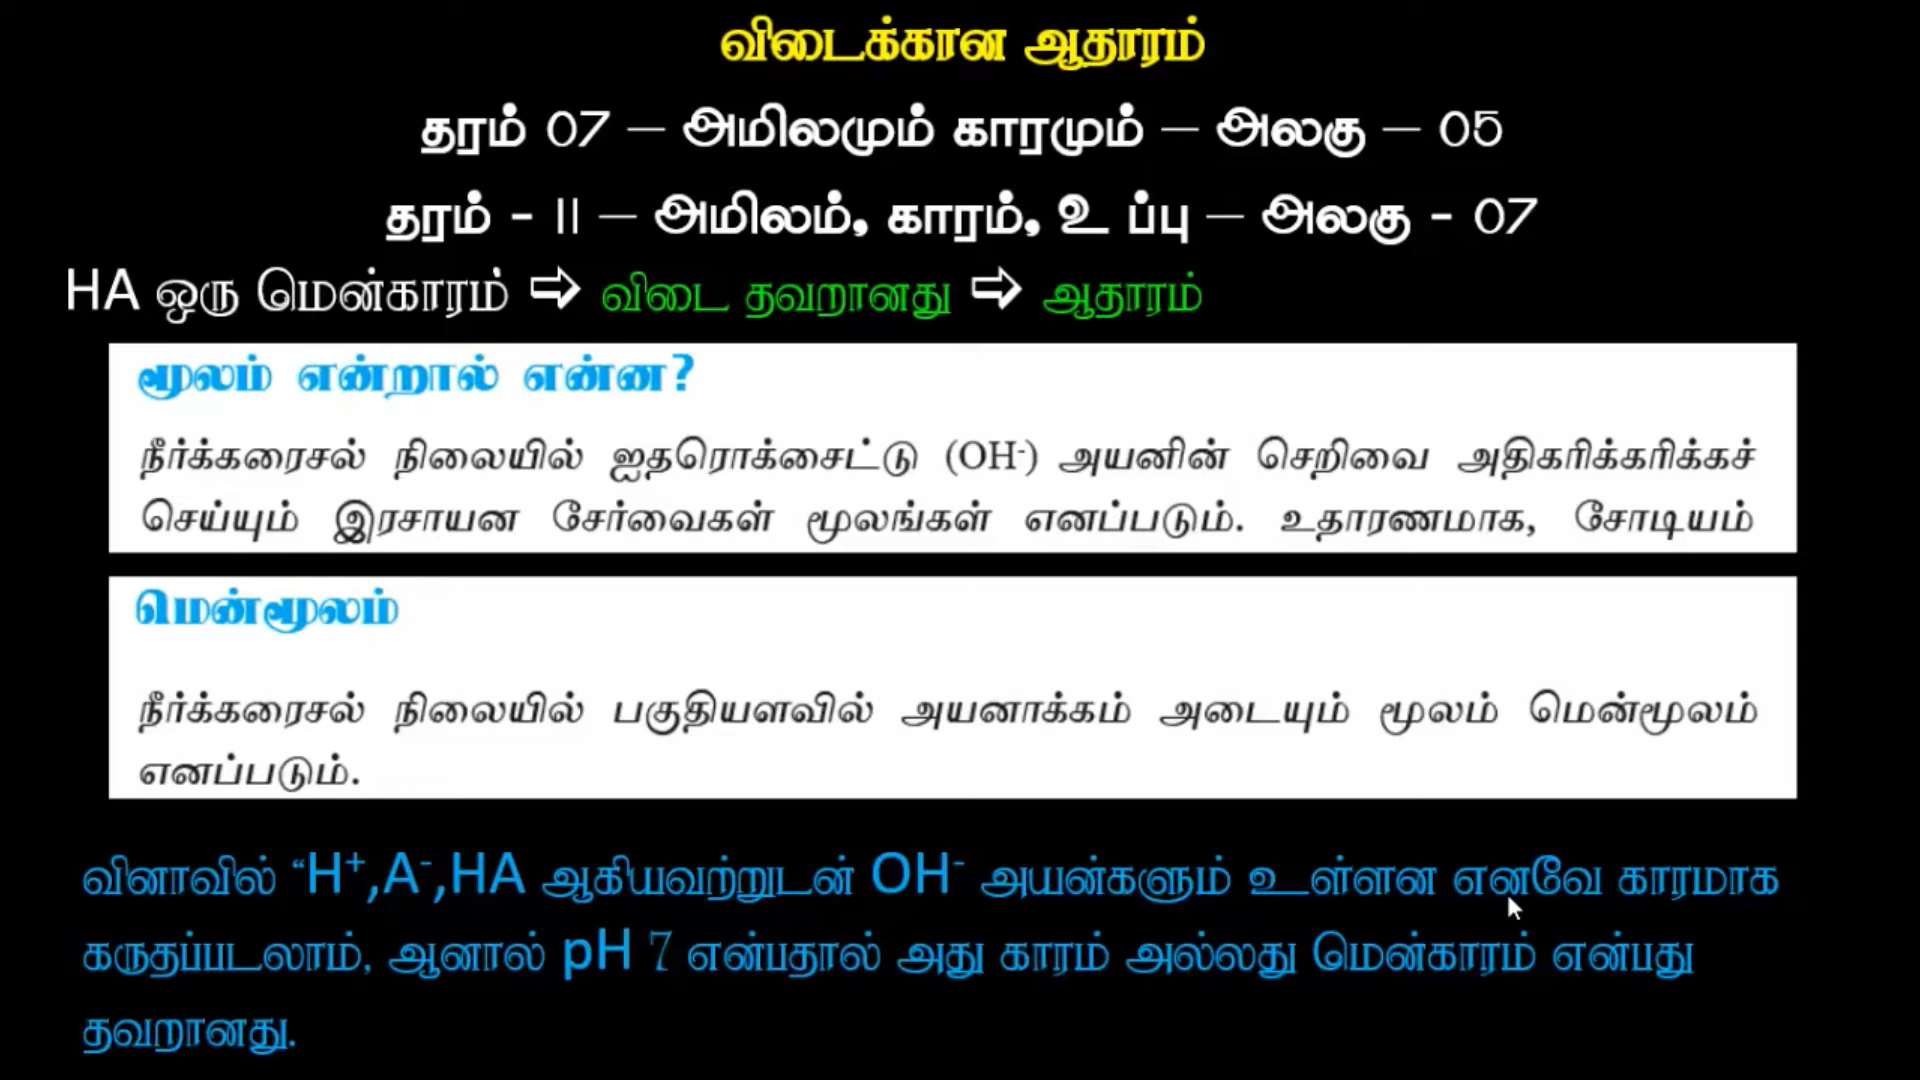 விடைக்கான ஆதாரம்
தரம் 07 – அமிலமும் காரமும் – அலகு – 05
தரம் - 11 – அமிலம், காரம், உப்பு – அலகு - 07
HA ஒரு மென்காரம் ⇨ விடை தவறானது ⇨ ஆதாரம்
மூலம் என்றால் என்ன?
நீர்க்கரைசல் நிலையில் ஐதரொக்சைட்டு (OH-) அயனின் செறிவை அதிகரிக்கரிக்கச்
செய்யும் இரசாயன சேர்வைகள் மூலங்கள் எனப்படும். உதாரணமாக, சோடியம்
மென்மூலம்
நீர்க்கரைசல் நிலையில் பகுதியளவில் அயனாக்கம் அடையும் மூலம் மென்மூலம்
எனப்படும்.
வினாவில் “H⁺,A⁻,HA ஆகியவற்றுடன் OH⁻ அயன்களும் உள்ளன எனவே காரமாக
கருதப்படலாம், ஆனால் pH 7 என்பதால் அது காரம் அல்லது மென்காரம் என்பது
தவறானது.